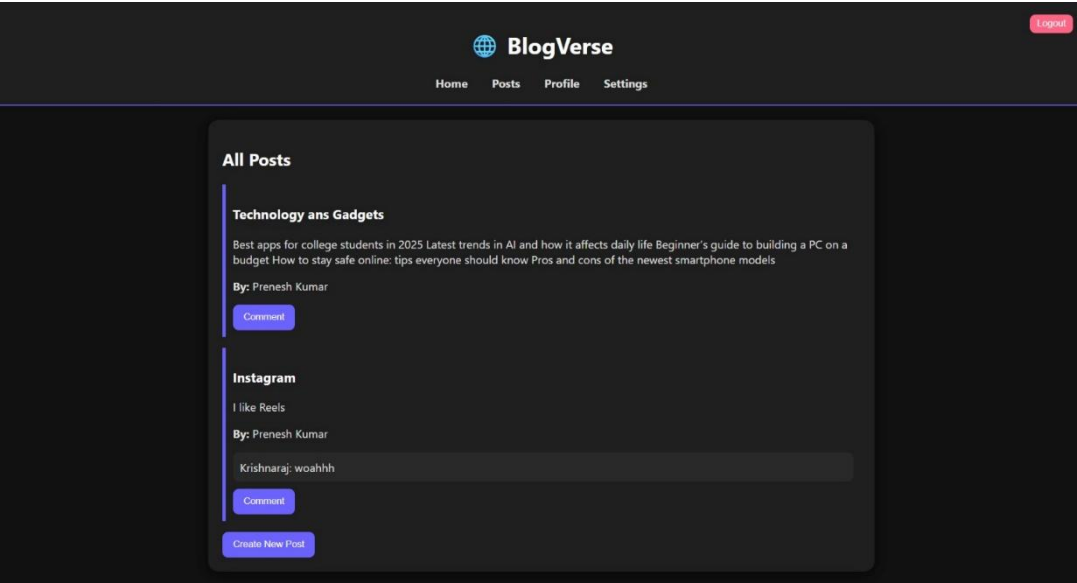 Logout
BlogVerse
Home Posts Profile Settings
All Posts
Technology ans Gadgets
Best apps for college students in 2025 Latest trends in AI and how it affects daily life Beginner's guide to building a PC on a
budget How to stay safe online: tips everyone should know Pros and cons of the newest smartphone models
By: Prenesh Kumar
Comment
Instagram
I like Reels
By: Prenesh Kumar
Krishnaraj: woahhh
Comment
Create New Post